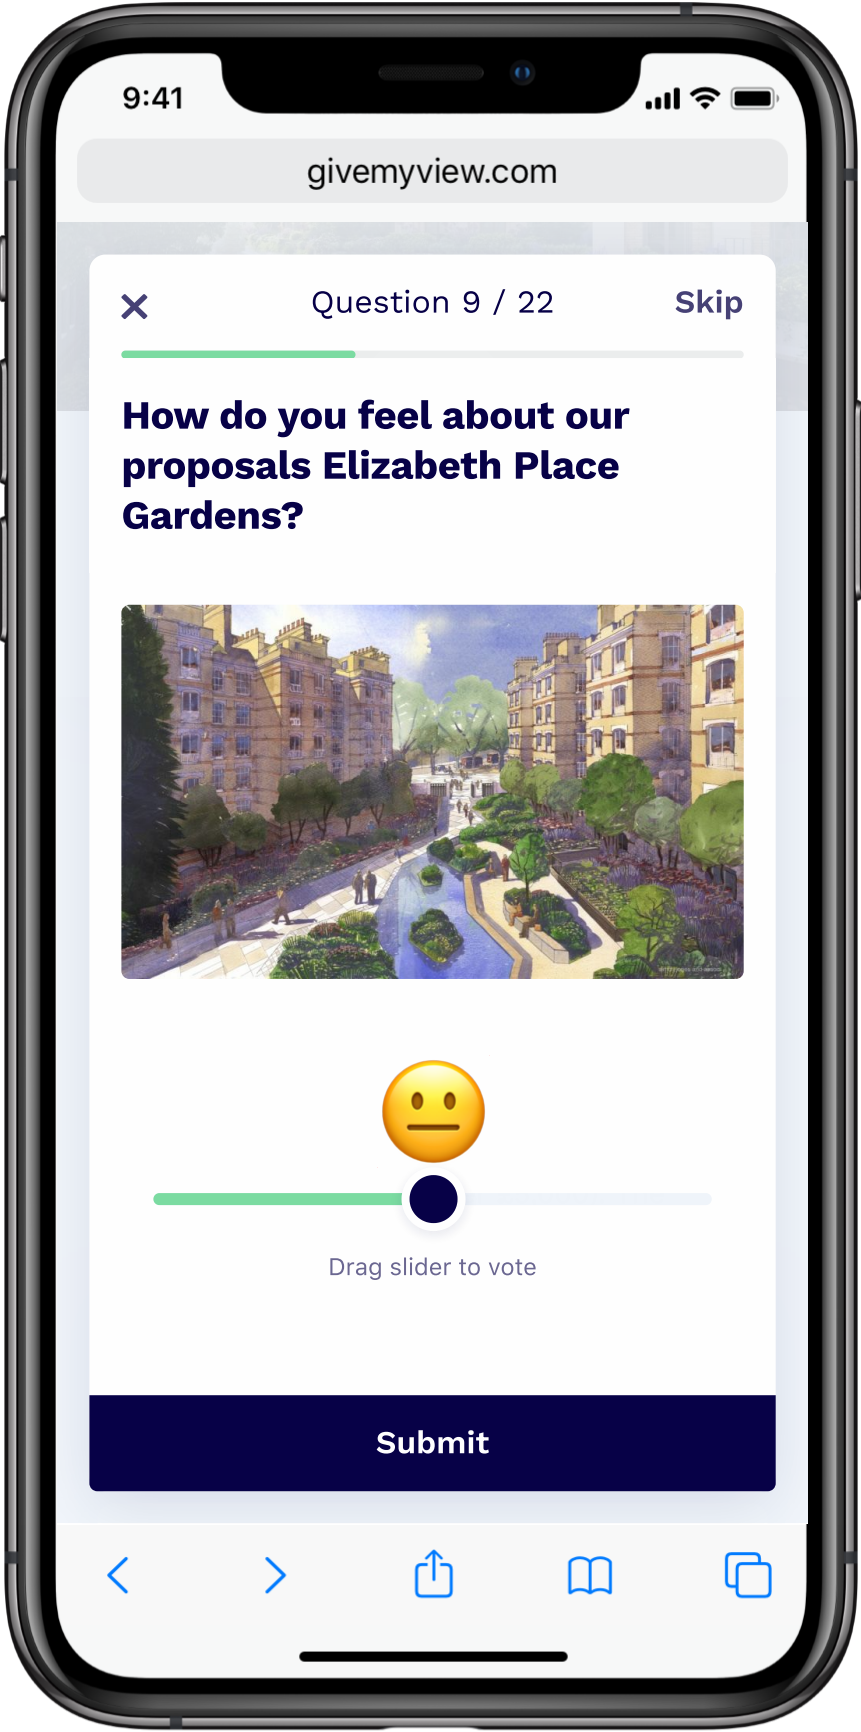 9:41
givemyview.com
Question 9 / 22
Skip
How do you feel about our
proposals Elizabeth Place
Gardens?
Drag slider to vote
Submit